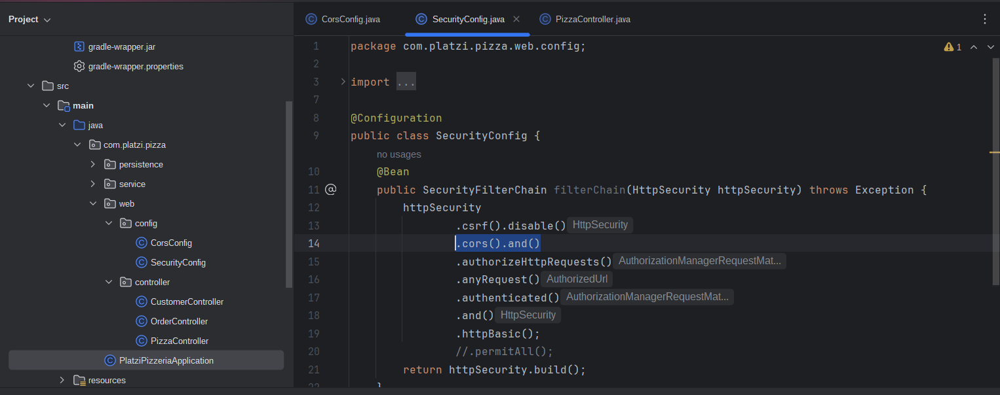 Project
gradle-wrapper.jar
gradle-wrapper.properties
src
main
java
com.platzi.pizza
persistence
service
web
config
CorsConfig
SecurityConfig
controller
CustomerController
OrderController
PizzaController
PlatziPizzeriaApplication
resources
CorsConfig.java SecurityConfig.java PizzaController.java
1 package com.platzi.pizza.web.config; 1
2
3 import ...
7
8 @Configuration
9 public class SecurityConfig {
no usages
10 @Bean
11 public SecurityFilterChain filterChain(HttpSecurity httpSecurity) throws Exception {
12 httpSecurity
13 .csrf().disable() HttpSecurity
14 .cors().and()
15 .authorizeHttpRequests() AuthorizationManagerRequestMat...
16 .anyRequest() AuthorizedUrl
17 .authenticated() AuthorizationManagerRequestMat...
18 .and() HttpSecurity
19 .httpBasic();
20 //.permitAll();
21 return httpSecurity.build();
22 }